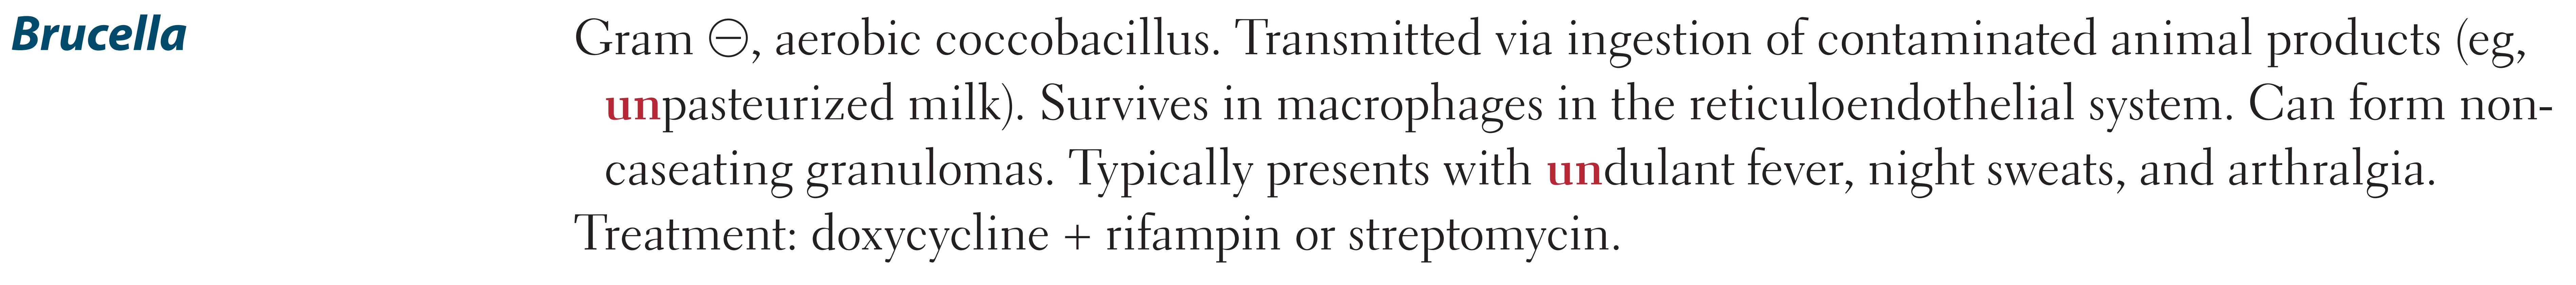 Brucella
Gram ⊖, aerobic coccobacillus. Transmitted via ingestion of contaminated animal products (eg,
unpasteurized milk). Survives in macrophages in the reticuloendothelial system. Can form non-
caseating granulomas. Typically presents with undulant fever, night sweats, and arthralgia.
Treatment: doxycycline + rifampin or streptomycin.